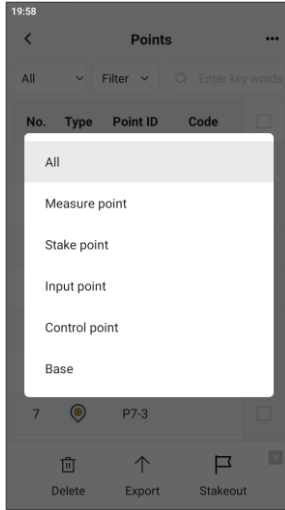 19:58
Points
All Filter Enter key words
No. Type Point ID Code
All
Measure point
Stake point
Input point
Control point
Base
7 P7-3
Delete Export Stakeout